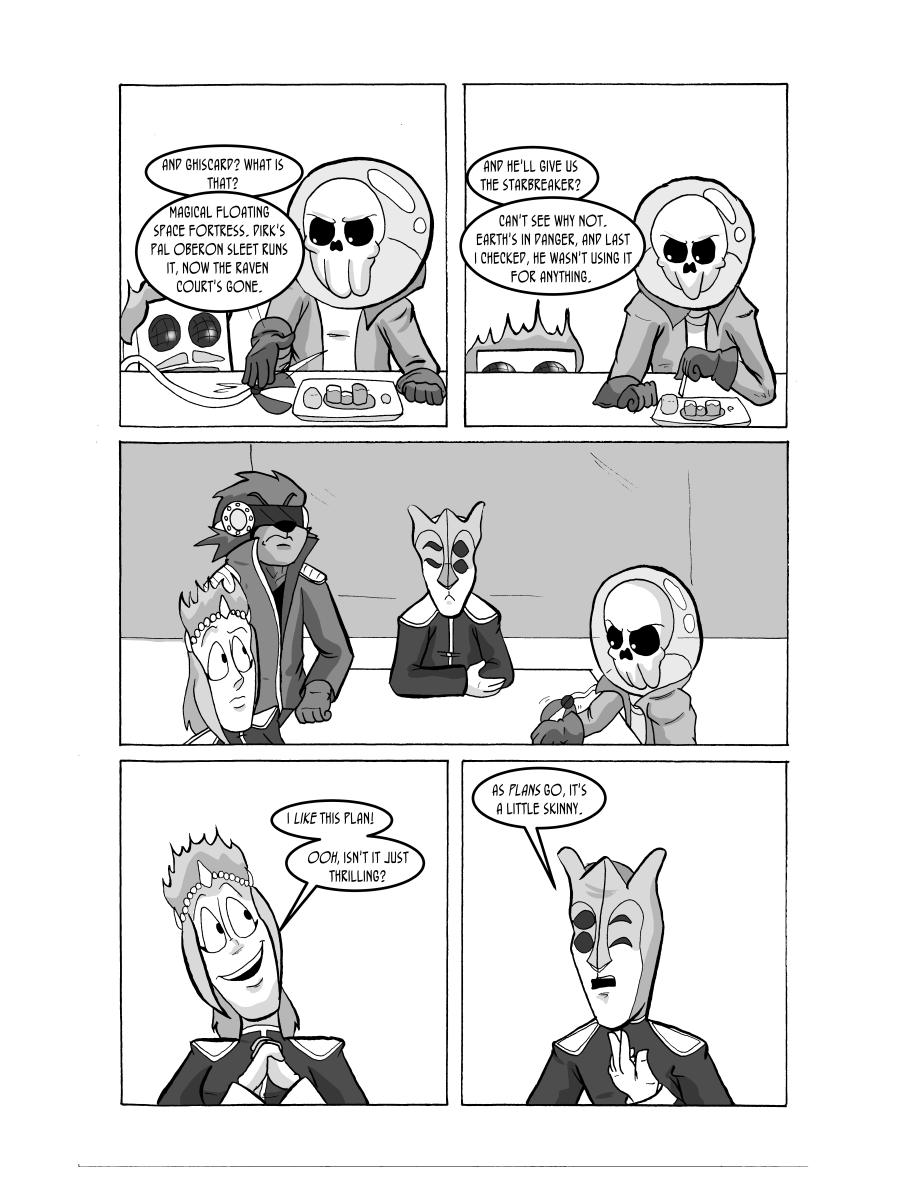 AND GHISCARD? WHAT IS
THAT?
MAGICAL FLOATING
SPACE FORTRESS. DIRK'S
PAL OBERON SLEET RUNS
IT, NOW THE RAVEN
COURT'S GONE.
AND HE'LL GIVE US
THE STARBREAKER?
CAN'T SEE WHY NOT.
EARTH'S IN DANGER, AND LAST
I CHECKED, HE WASN'T USING IT
FOR ANYTHING.
I LIKE THIS PLAN!
OOH, ISN'T IT JUST
THRILLING?
AS PLANS GO, IT'S
A LITTLE SKINNY.